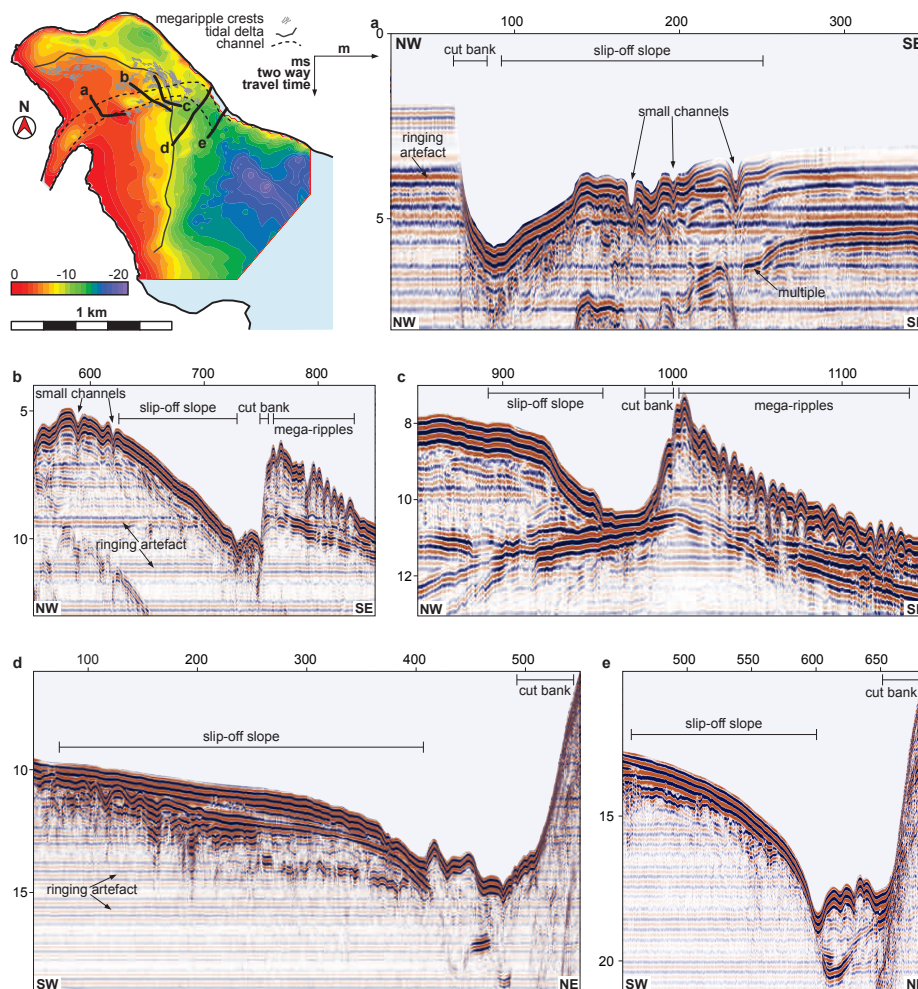 megaripple crests
tidal delta
channel
m
ms
two way
travel time
N
a
b
c
d
e
0 -10 -20
1 km
a
0 100 200 300
NW SE
cut bank
slip-off slope
small channels
ringing
artefact
5
multiple
NW SE
b
600 700 800
small channels
slip-off slope
cut bank
mega-ripples
5
10
ringing artefact
NW SE
c
900 1000 1100
slip-off slope
cut bank
mega-ripples
8
10
12
NW SE
d
100 200 300 400 500
cut bank
slip-off slope
10
15
ringing artefact
SW NE
e
500 550 600 650
cut bank
slip-off slope
15
20
SW NE